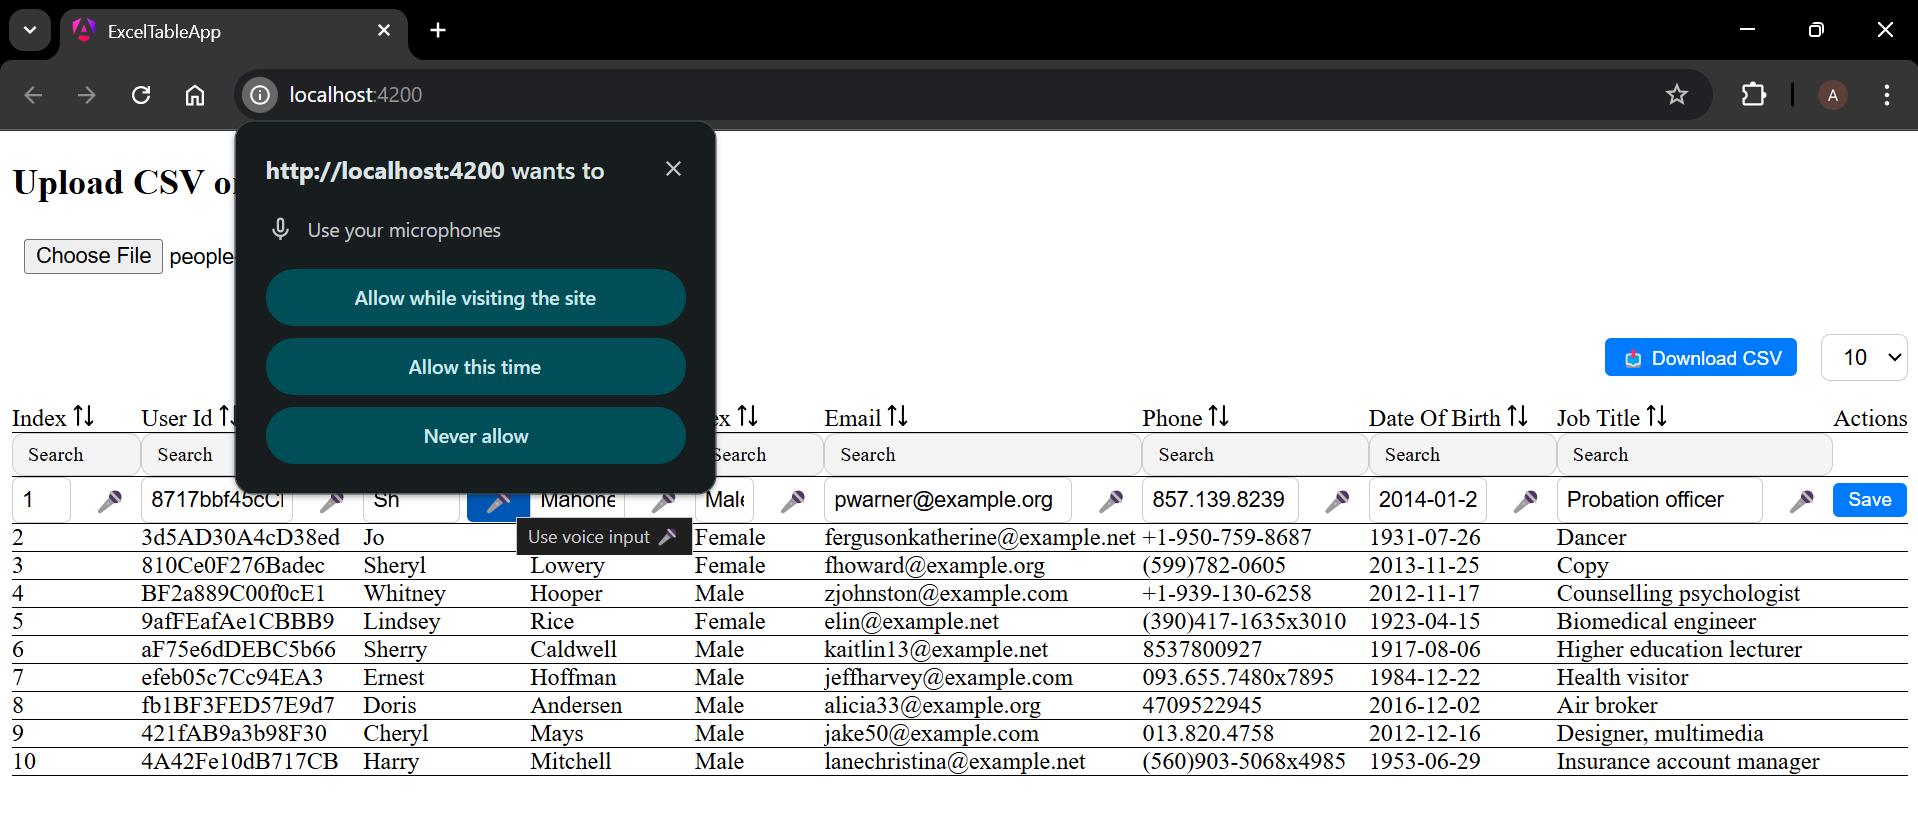 ExcelTableApp
localhost:4200
A
http://localhost:4200 wants to
Use your microphones
Allow while visiting the site
Allow this time
Never allow
Upload CSV
Choose File people
Download CSV 10
Index User Id Email Phone Date Of Birth Job Title Actions
Search Search Search Search Search Search Search
1 8717bbf45cC Sh Mahone Male pwarner@example.org 857.139.8239 2014-01-2 Probation officer Save
Use voice input
2 3d5AD30A4cD38ed Jo Female fergusonkatherine@example.net +1-950-759-8687 1931-07-26 Dancer
3 810Ce0F276Badec Sheryl Lowery Female fhoward@example.org (599)782-0605 2013-11-25 Copy
4 BF2a889C00f0cE1 Whitney Hooper Male zjohnston@example.com +1-939-130-6258 2012-11-17 Counselling psychologist
5 9afFEafAe1CBBB9 Lindsey Rice Female elin@example.net (390)417-1635x3010 1923-04-15 Biomedical engineer
6 aF75e6dDEBC5b66 Sherry Caldwell Male kaitlin13@example.net 8537800927 1917-08-06 Higher education lecturer
7 efeb05c7Cc94EA3 Ernest Hoffman Male jeffharvey@example.com 093.655.7480x7895 1984-12-22 Health visitor
8 fb1BF3FED57E9d7 Doris Andersen Male alicia33@example.org 4709522945 2016-12-02 Air broker
9 421fAB9a3b98F30 Cheryl Mays Male jake50@example.com 013.820.4758 2012-12-16 Designer, multimedia
10 4A42Fe10dB717CB Harry Mitchell Male lanechristina@example.net (560)903-5068x4985 1953-06-29 Insurance account manager